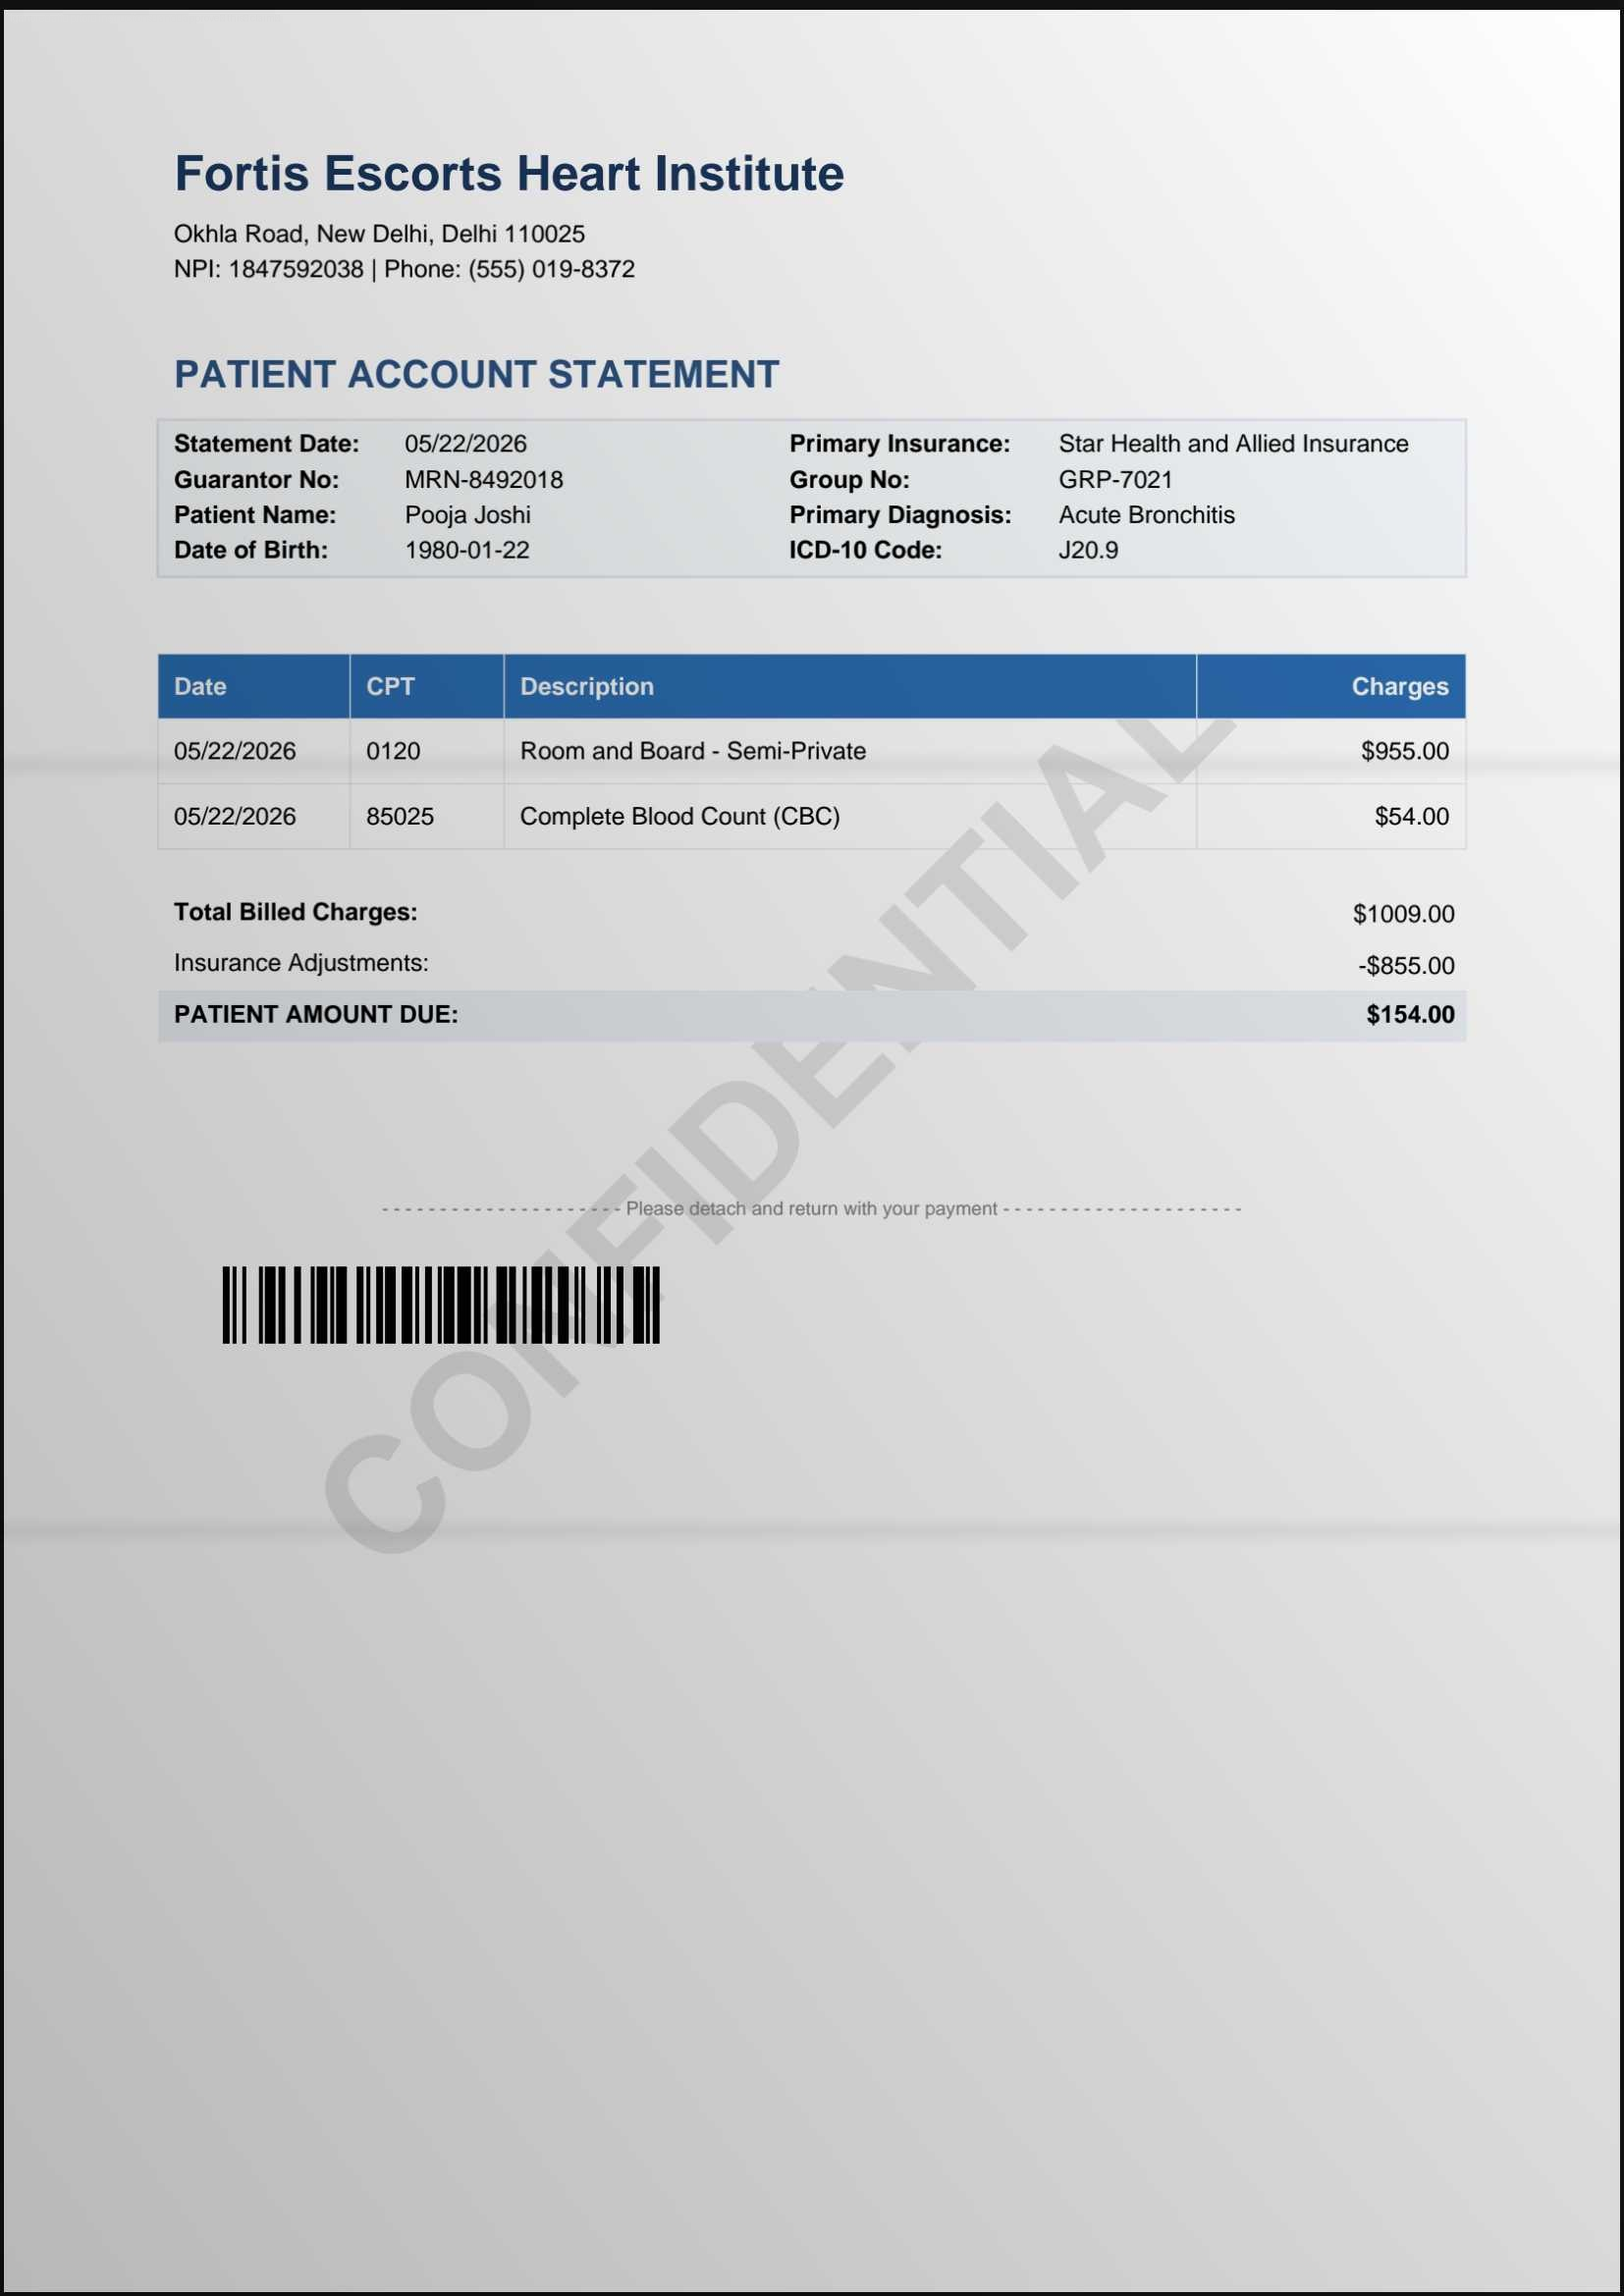 Fortis Escorts Heart Institute
Okhla Road, New Delhi, Delhi 110025
NPI: 1847592038 | Phone: (555) 019-8372
PATIENT ACCOUNT STATEMENT
Statement Date: 05/22/2026 Primary Insurance: Star Health and Allied Insurance
Guarantor No: MRN-8492018 Group No: GRP-7021
Patient Name: Pooja Joshi Primary Diagnosis: Acute Bronchitis
Date of Birth: 1980-01-22 ICD-10 Code: J20.9
Date CPT Description Charges
05/22/2026 0120 Room and Board - Semi-Private $955.00
05/22/2026 85025 Complete Blood Count (CBC) $54.00
Total Billed Charges: $1009.00
Insurance Adjustments: -$855.00
PATIENT AMOUNT DUE: $154.00
- - - - - - - - - - - - - - - - - - - - - Please detach and return with your payment - - - - - - - - - - - - - - - - - - - - -
CONFIDENTIAL